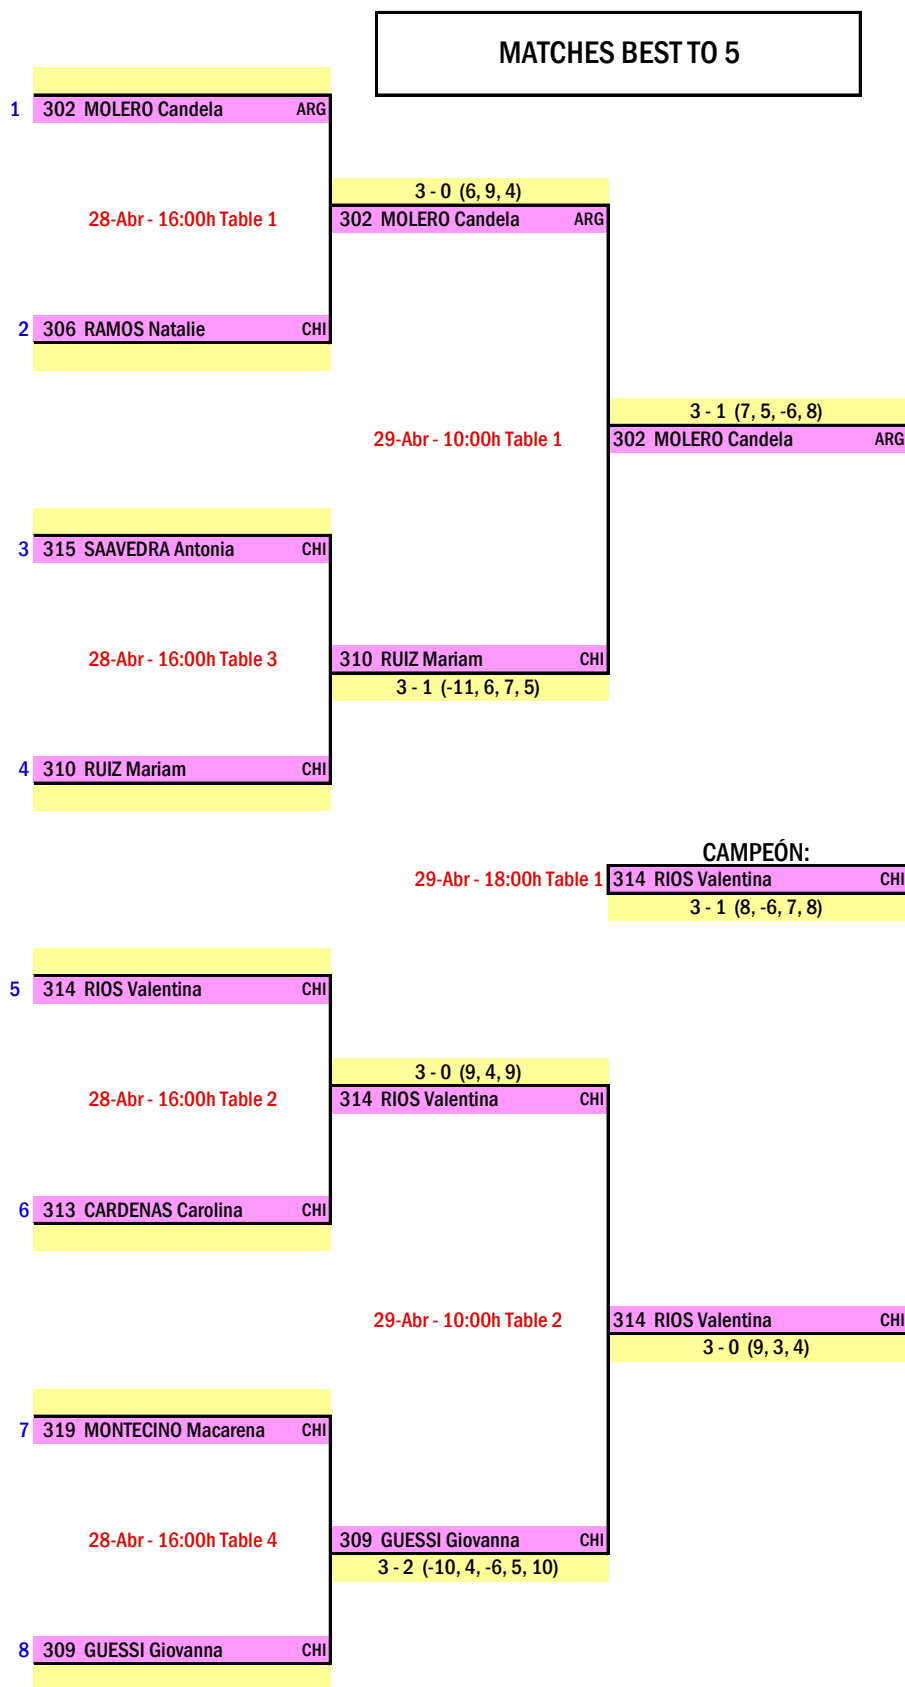 MATCHES BEST TO 5
1 302 MOLERO Candela ARG
3 - 0 (6, 9, 4)
28-Abr - 16:00h Table 1
302 MOLERO Candela ARG
2 306 RAMOS Natalie CHI
3 - 1 (7, 5, -6, 8)
29-Abr - 10:00h Table 1
302 MOLERO Candela ARG
3 315 SAAVEDRA Antonia CHI
28-Abr - 16:00h Table 3
310 RUIZ Mariam CHI
3 - 1 (-11, 6, 7, 5)
4 310 RUIZ Mariam CHI
CAMPEÓN:
29-Abr - 18:00h Table 1
314 RIOS Valentina CHI
3 - 1 (8, -6, 7, 8)
5 314 RIOS Valentina CHI
3 - 0 (9, 4, 9)
28-Abr - 16:00h Table 2
314 RIOS Valentina CHI
6 313 CARDENAS Carolina CHI
29-Abr - 10:00h Table 2
314 RIOS Valentina CHI
3 - 0 (9, 3, 4)
7 319 MONTECINO Macarena CHI
28-Abr - 16:00h Table 4
309 GUESSI Giovanna CHI
3 - 2 (-10, 4, -6, 5, 10)
8 309 GUESSI Giovanna CHI